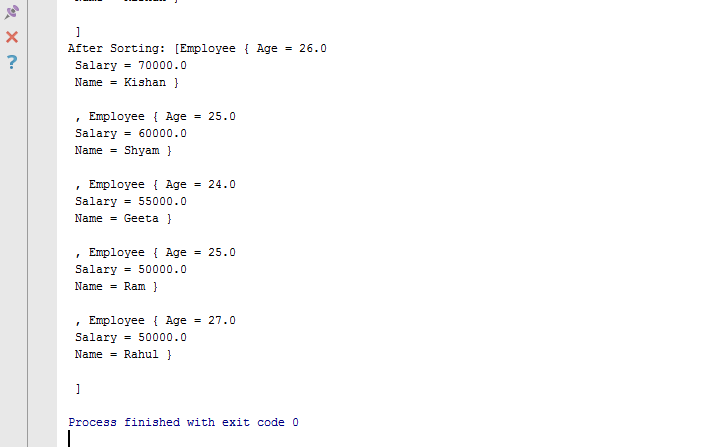 ]
After Sorting: [Employee { Age = 26.0
Salary = 70000.0
Name = Kishan }
, Employee { Age = 25.0
Salary = 60000.0
Name = Shyam }
, Employee { Age = 24.0
Salary = 55000.0
Name = Geeta }
, Employee { Age = 25.0
Salary = 50000.0
Name = Ram }
, Employee { Age = 27.0
Salary = 50000.0
Name = Rahul }
]
Process finished with exit code 0